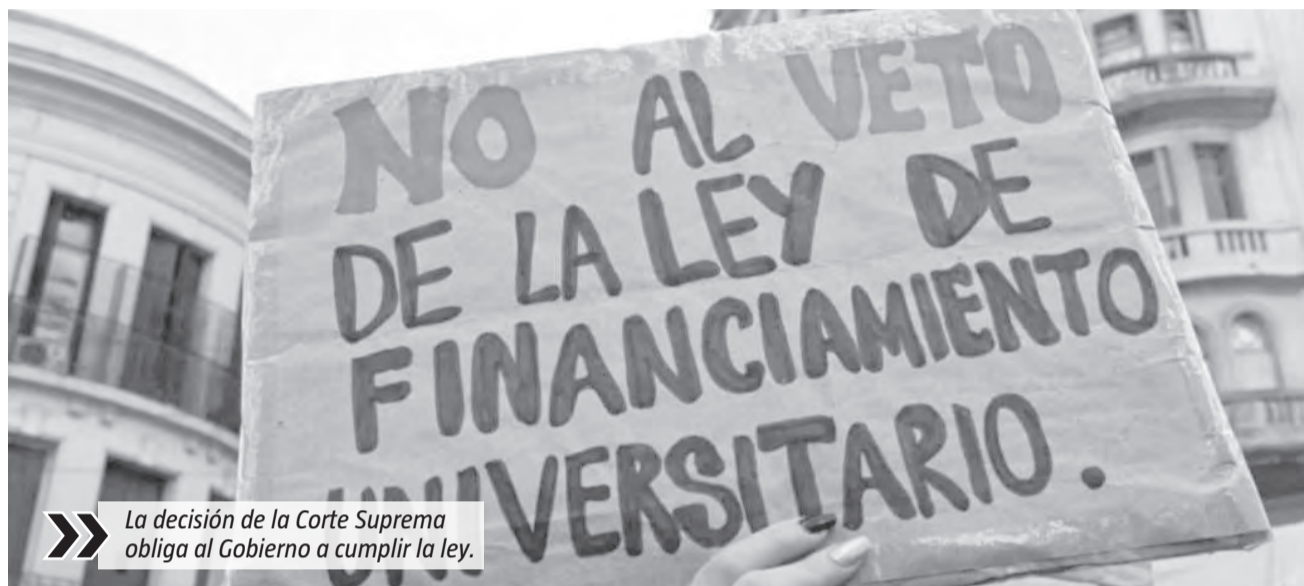 NO AL VETO
DE LA LEY DE
FINANCIAMIENTO
UNIVERSITARIO.
La decisión de la Corte Suprema
obliga al Gobierno a cumplir la ley.